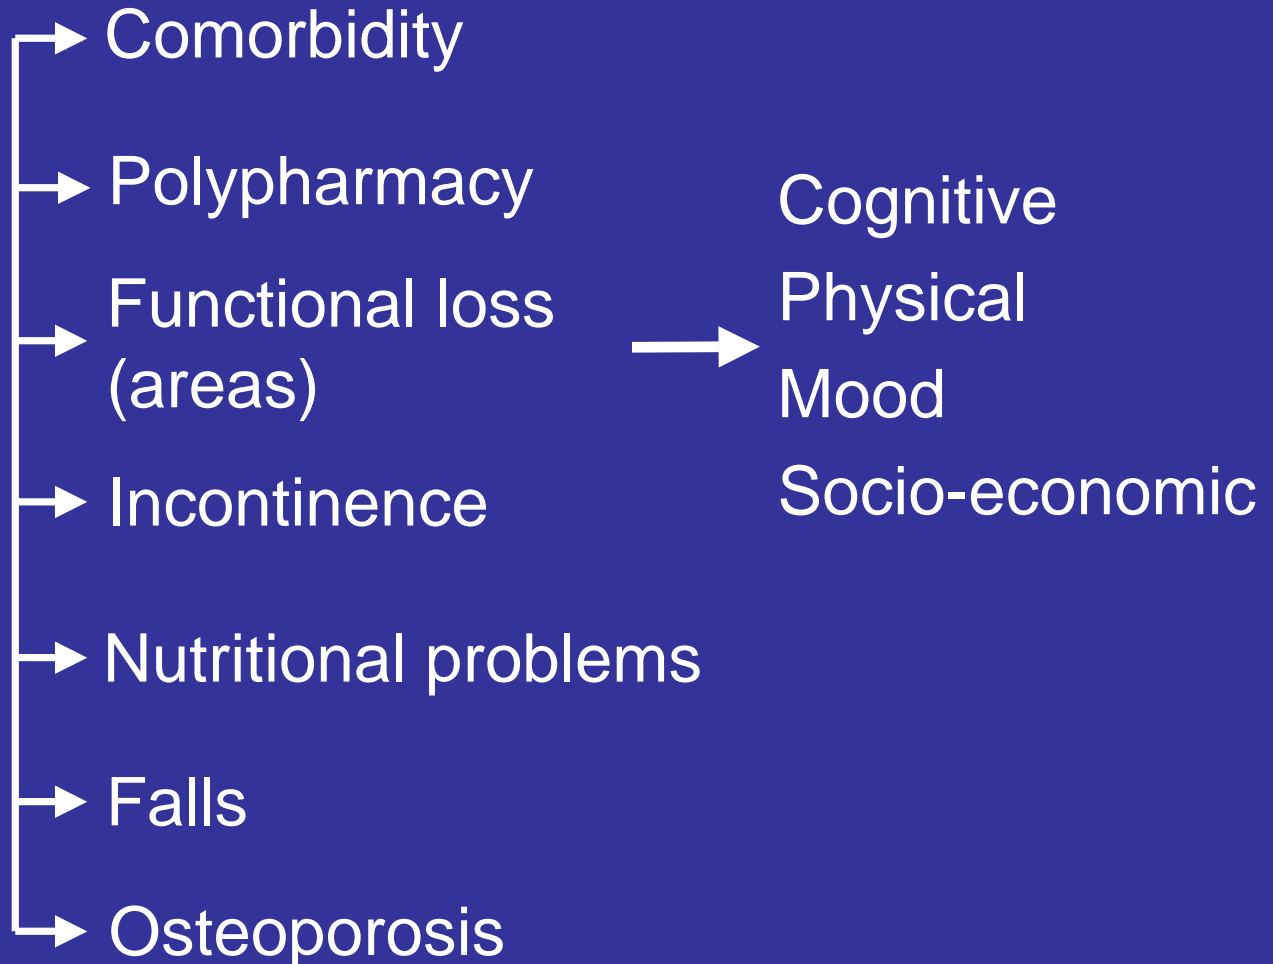 Comorbidity
Polypharmacy
Functional loss
(areas)
Incontinence
Nutritional problems
Falls
Osteoporosis
Cognitive
Physical
Mood
Socio-economic